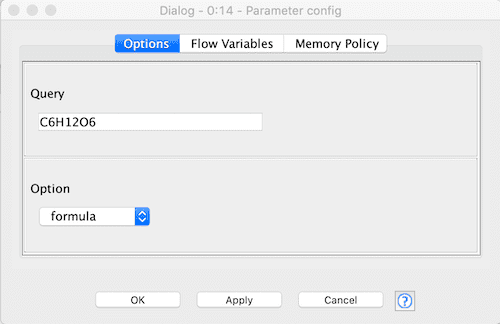 Dialog - 0:14 - Parameter config
Options Flow Variables Memory Policy
Query
C6H12O6
Option
formula
OK Apply Cancel ?